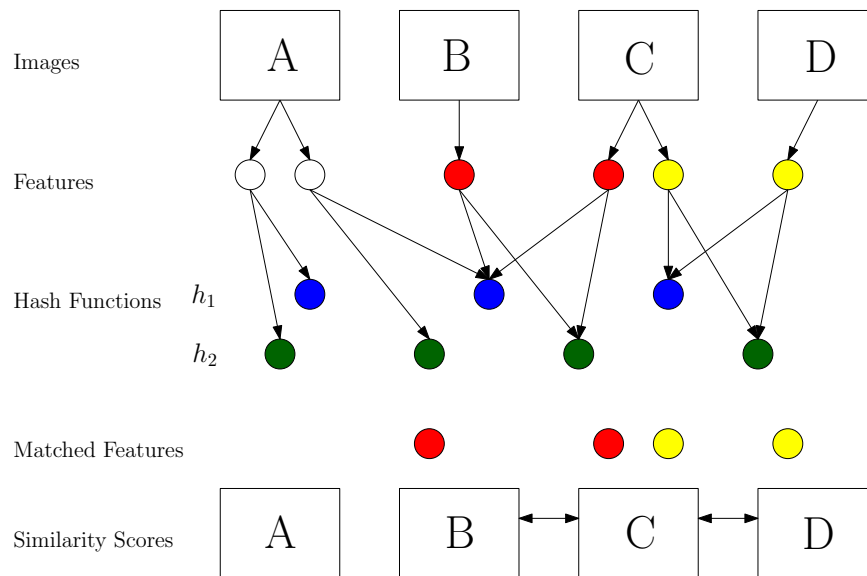 Images A B C D
Features
Hash Functions h₁
h₂
Matched Features
Similarity Scores A B C D